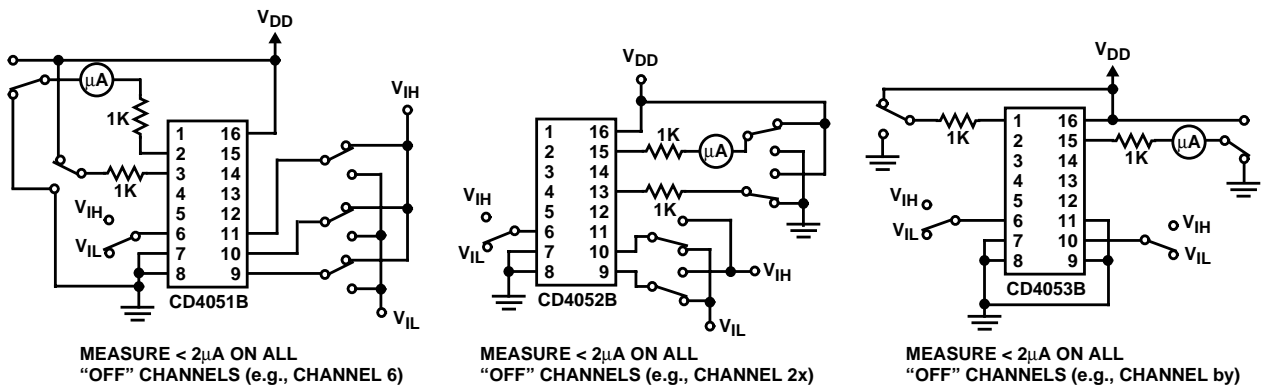 VDD
μA
1K
1K
VIH
VIL
1
2
3
4
5
6
7
8
16
15
14
13
12
11
10
9
CD4051B
VIH
VIL
MEASURE < 2μA ON ALL
“OFF” CHANNELS (e.g., CHANNEL 6)
VDD
1
2
3
4
5
6
7
8
16
15
14
13
12
11
10
9
1K
μA
1K
VIH
VIL
CD4052B
VIH
VIL
MEASURE < 2μA ON ALL
“OFF” CHANNELS (e.g., CHANNEL 2x)
VDD
1K
1
2
3
4
5
6
7
8
16
15
14
13
12
11
10
9
1K
μA
VIH
VIL
VIH
VIL
CD4053B
MEASURE < 2μA ON ALL
“OFF” CHANNELS (e.g., CHANNEL by)